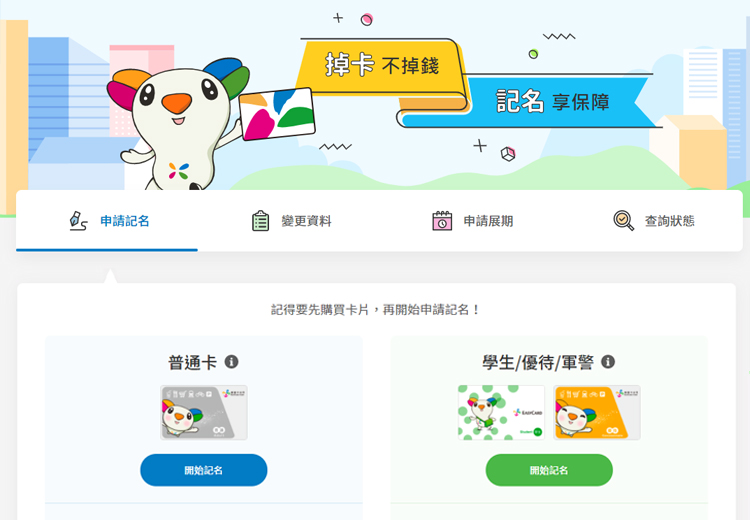 掉卡 不掉錢
記名 享保障
申請記名
變更資料
申請展期
查詢狀態
記得要先購買卡片，再開始申請記名！
普通卡
學生/優待/軍警
EASYCARD
Student
開始記名
開始記名